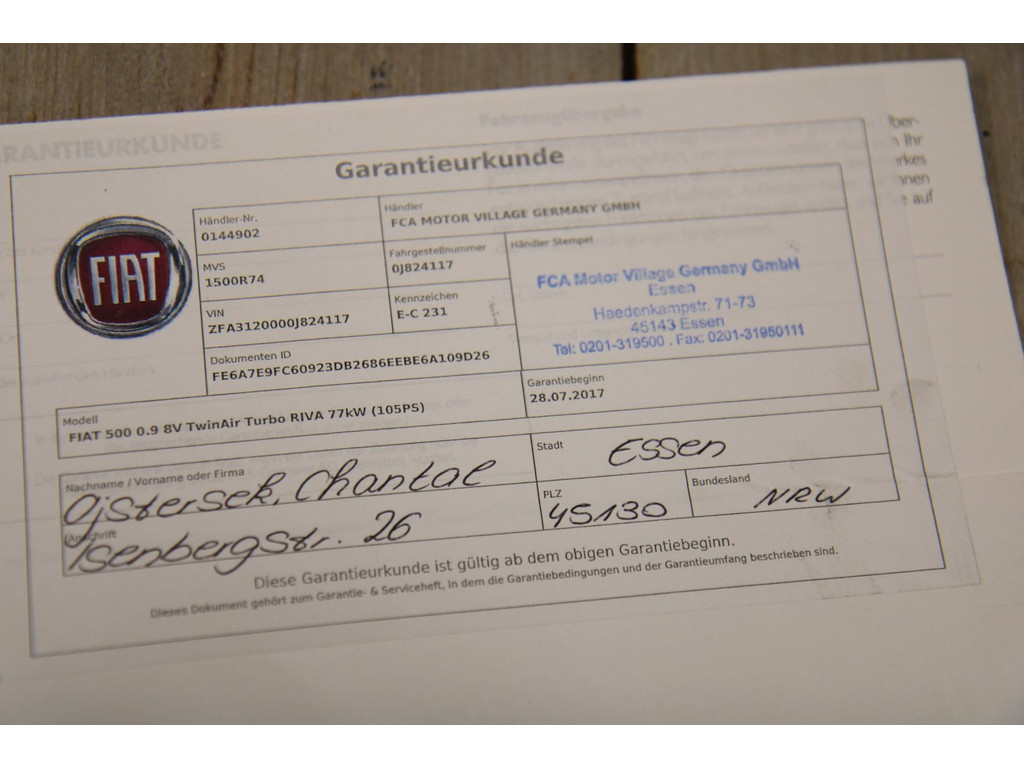 GARANTIEURKUNDE
Fahrzeugübergabe
Garantieurkunde
FIAT
Händler-Nr.
0144902
Händler
FCA MOTOR VILLAGE GERMANY GMBH
MVS
1500R74
Fahrgestellnummer
0J824117
Händler Stempel
FCA Motor Village Germany GmbH
Essen
Haedenkampstr. 71-73
45143 Essen
Tel: 0201-319500 . Fax: 0201-31950111
VIN
ZFA3120000J824117
Kennzeichen
E-C 231
Dokumenten ID
FE6A7E9FC60923DB2686EEBE6A109D26
Modell
FIAT 500 0.9 8V TwinAir Turbo RIVA 77kW (105PS)
Garantiebeginn
28.07.2017
Nachname / Vorname oder Firma
Ojstersek, Chantal
Stadt
Essen
Anschrift
Isenbergstr. 26
PLZ
45130
Bundesland
NRW
Diese Garantieurkunde ist gültig ab dem obigen Garantiebeginn.
Dieses Dokument gehört zum Garantie- & Serviceheft, in dem die Garantiebedingungen und der Garantieumfang beschrieben sind.